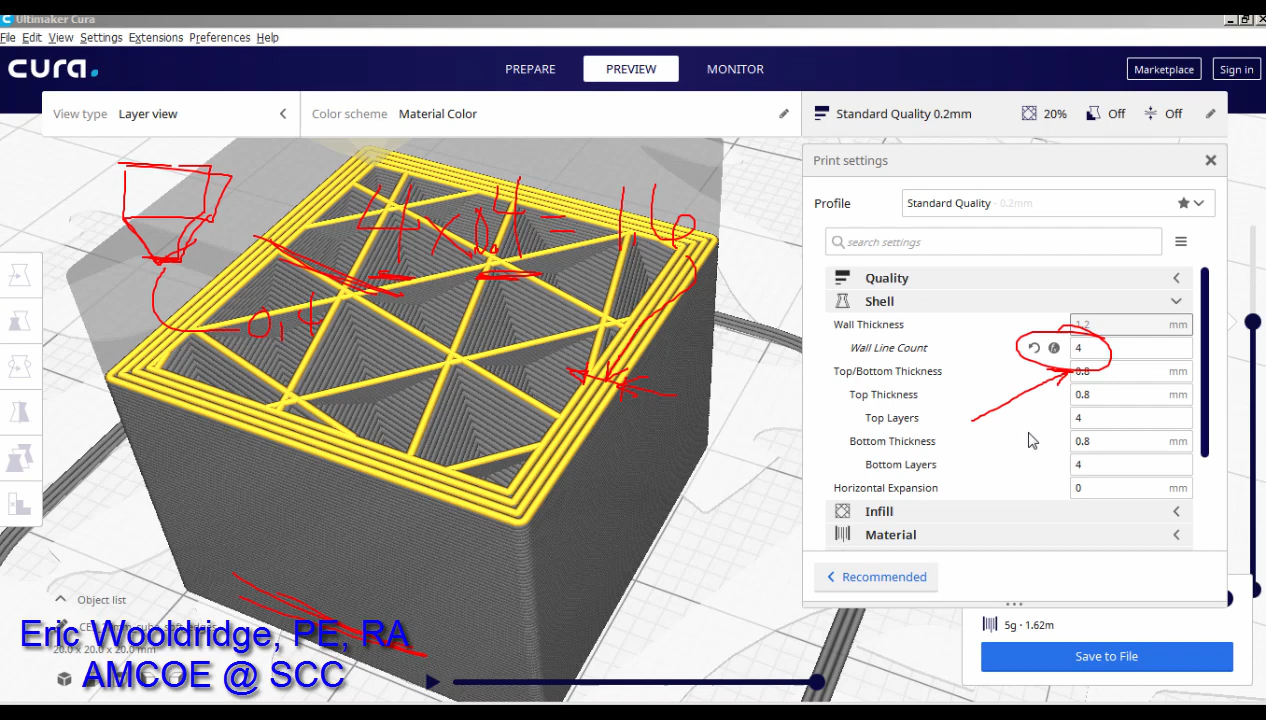 Ultimaker Cura
File Edit View Settings Extensions Preferences Help
cura.
PREPARE PREVIEW MONITOR
Marketplace Sign in
View type Layer view
Color scheme Material Color
Standard Quality 0.2mm 20% Off Off
Print settings
Profile Standard Quality - 0.2mm
search settings
Quality
Shell
Wall Thickness 1.2 mm
Wall Line Count 4
Top/Bottom Thickness 0.8 mm
Top Thickness 0.8 mm
Top Layers 4
Bottom Thickness 0.8 mm
Bottom Layers 4
Horizontal Expansion 0 mm
Infill
Material
Recommended
4 x 0.4 = 1.6
0.4
Object list
20.0 x 20.0 x 20.0 mm
Eric Wooldridge, PE, RA
AMCOE @ SCC
5g · 1.62m
Save to File